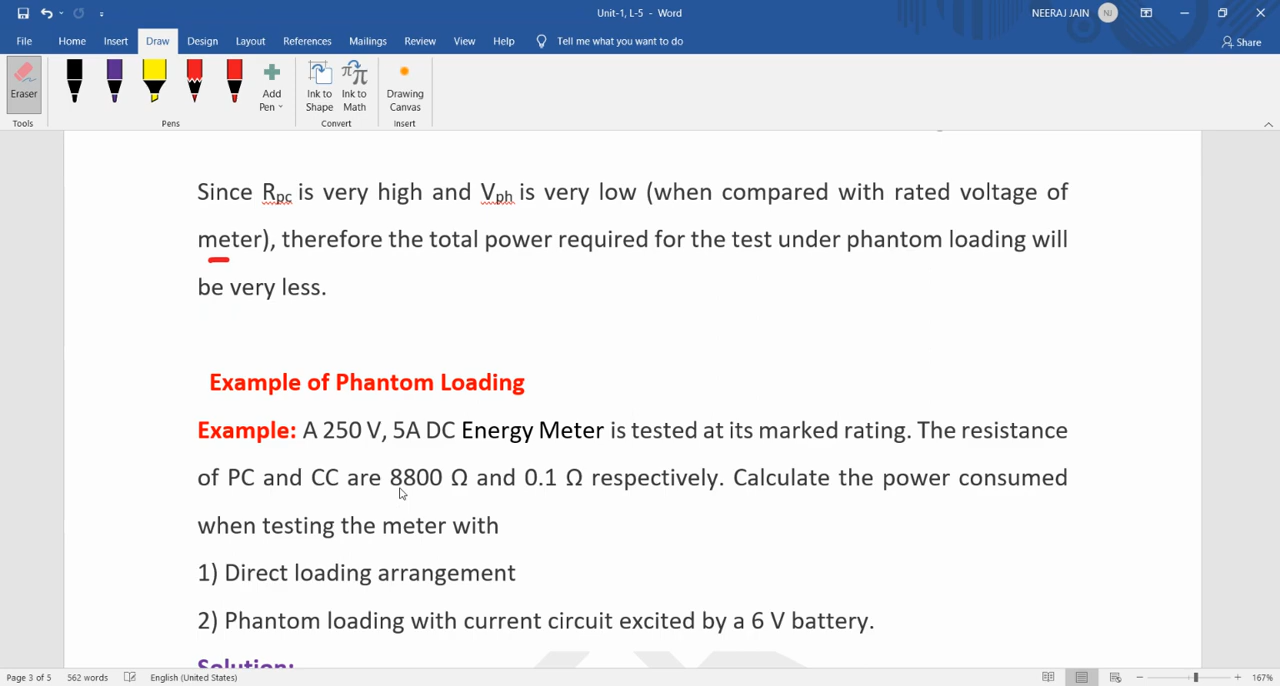 Unit-1, L-5 - Word
NEERAJ JAIN NJ
File Home Insert Draw Design Layout References Mailings Review View Help Tell me what you want to do
Share
Eraser
Add Pen
Ink to Shape
Ink to Math
Drawing Canvas
Tools Pens Convert Insert
Since Rpc is very high and Vph is very low (when compared with rated voltage of
meter), therefore the total power required for the test under phantom loading will
be very less.
Example of Phantom Loading
Example: A 250 V, 5A DC Energy Meter is tested at its marked rating. The resistance
of PC and CC are 8800 Ω and 0.1 Ω respectively. Calculate the power consumed
when testing the meter with
1) Direct loading arrangement
2) Phantom loading with current circuit excited by a 6 V battery.
Solution:
Page 3 of 5 562 words English (United States) 167%